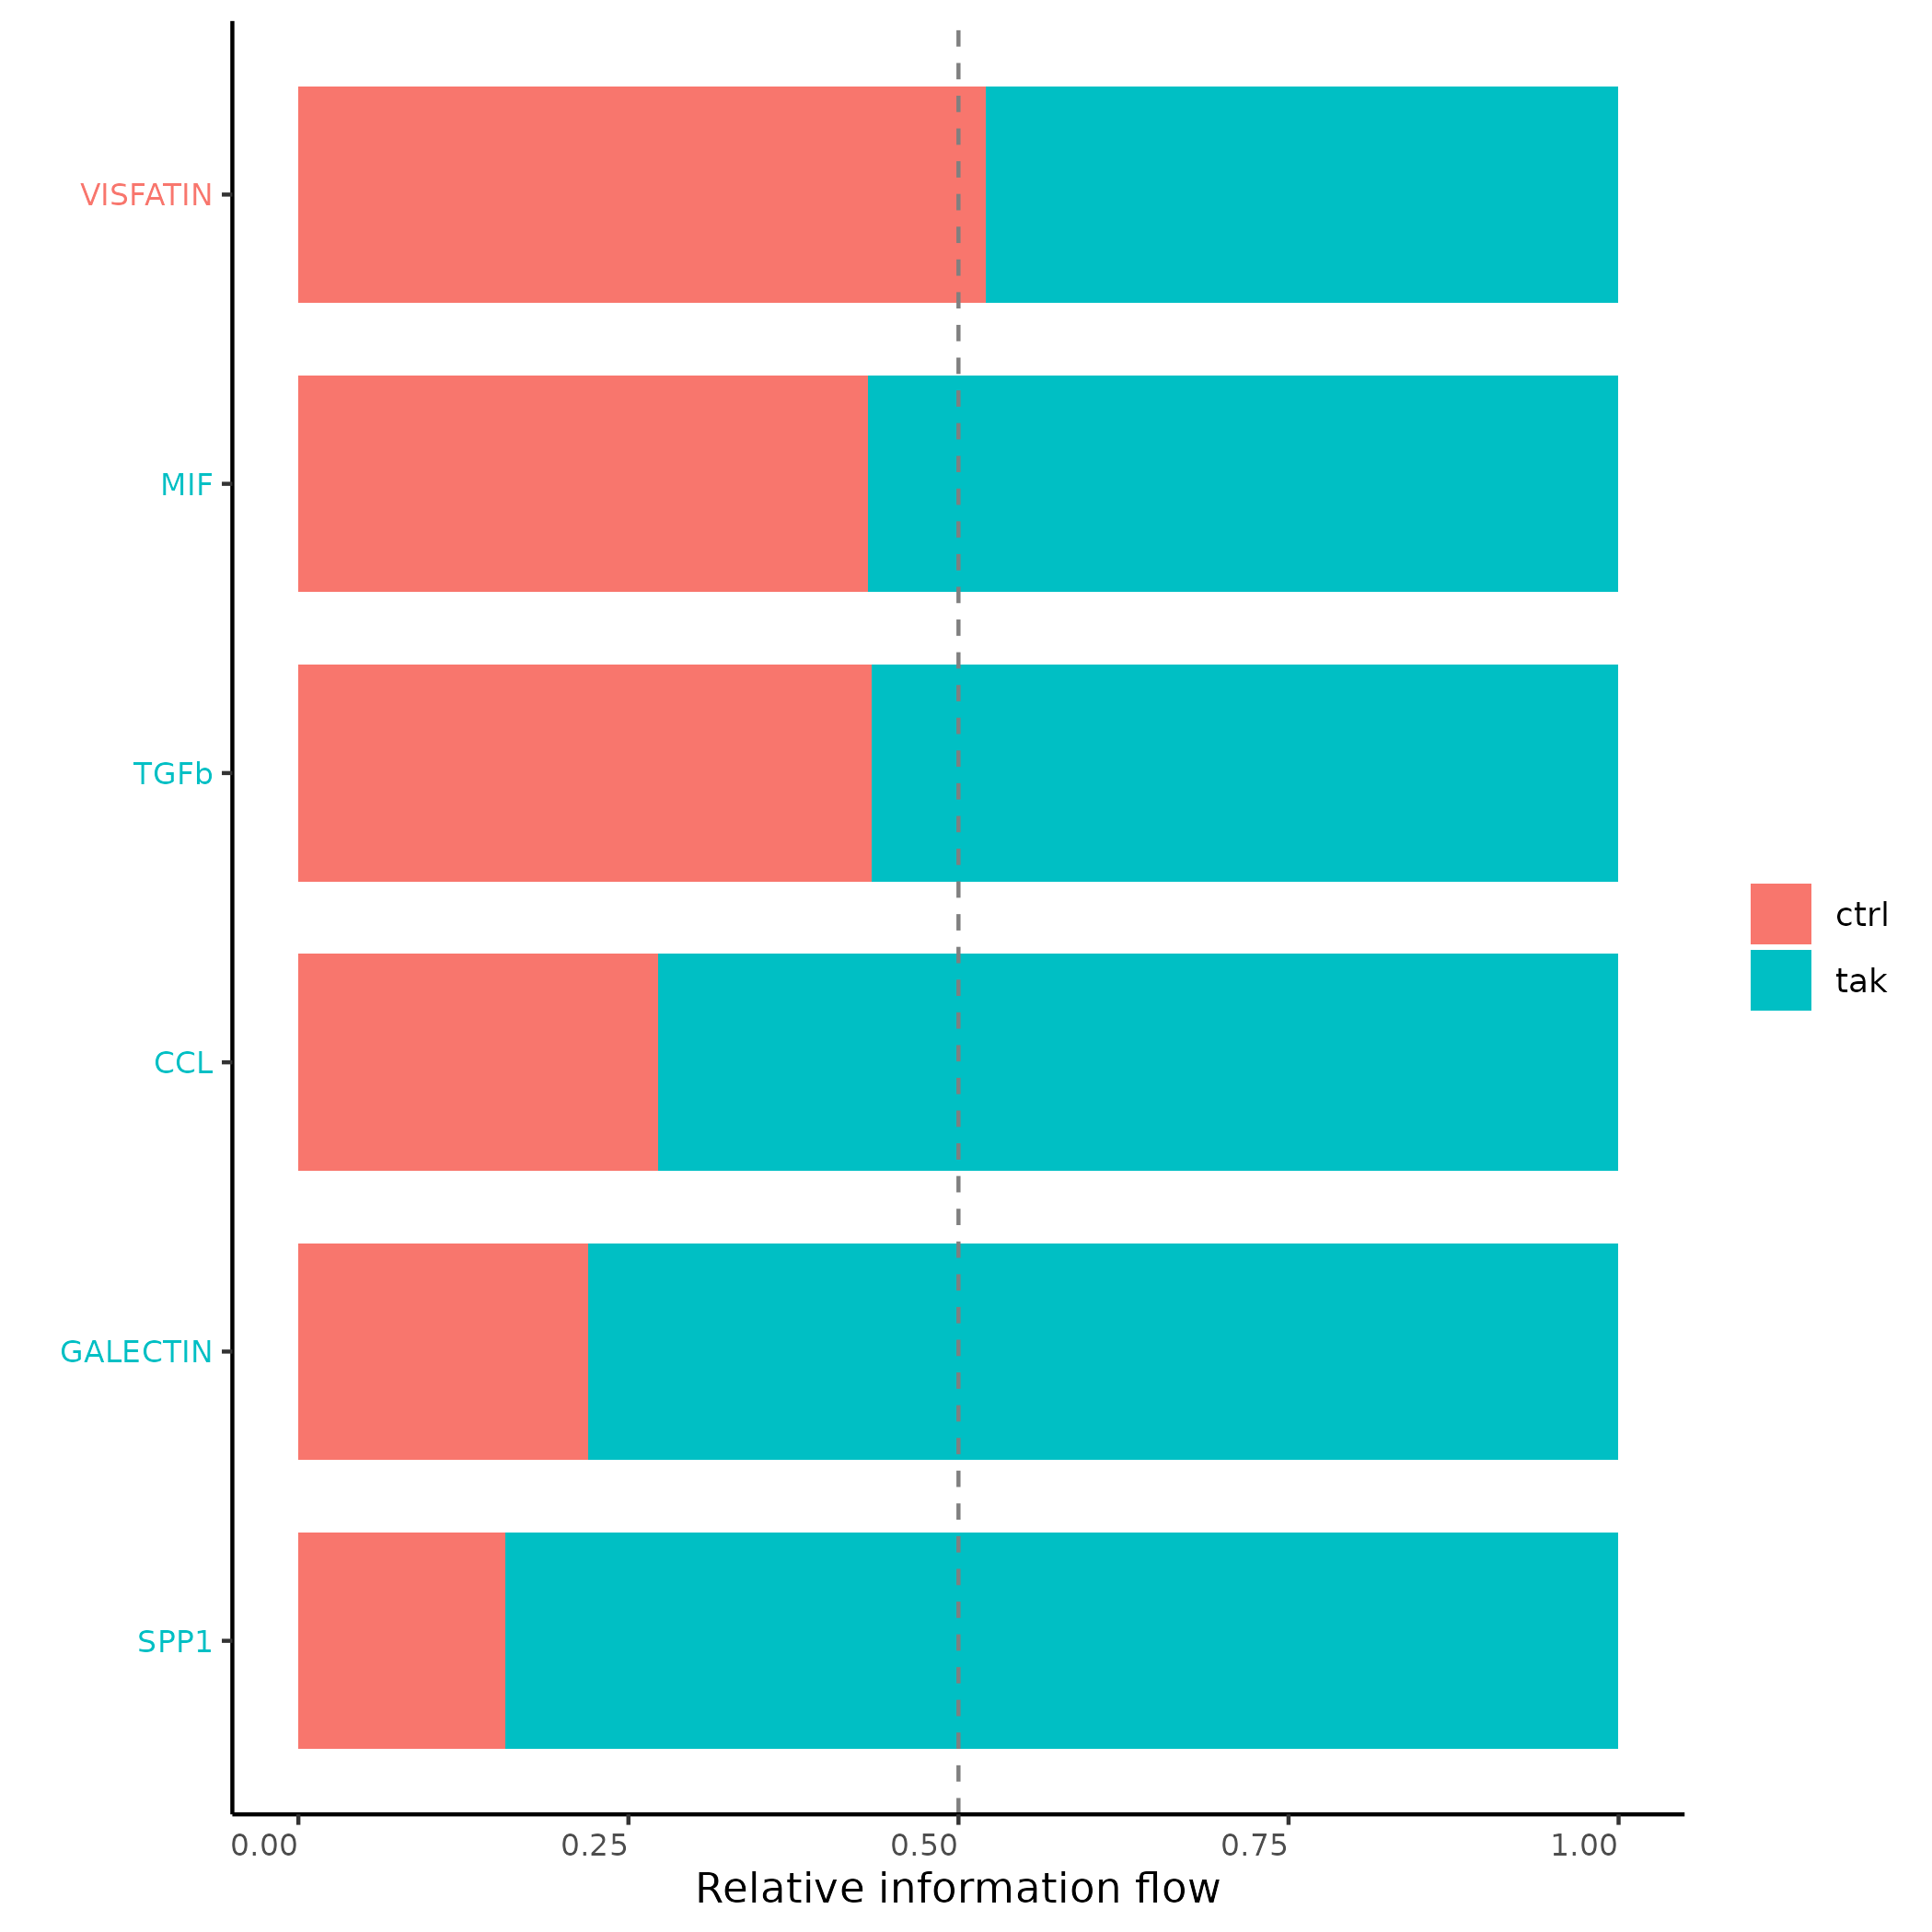 VISFATIN
MIF
TGFb
CCL
GALECTIN
SPP1
ctrl
tak
0.00 0.25 0.50 0.75 1.00
Relative information flow